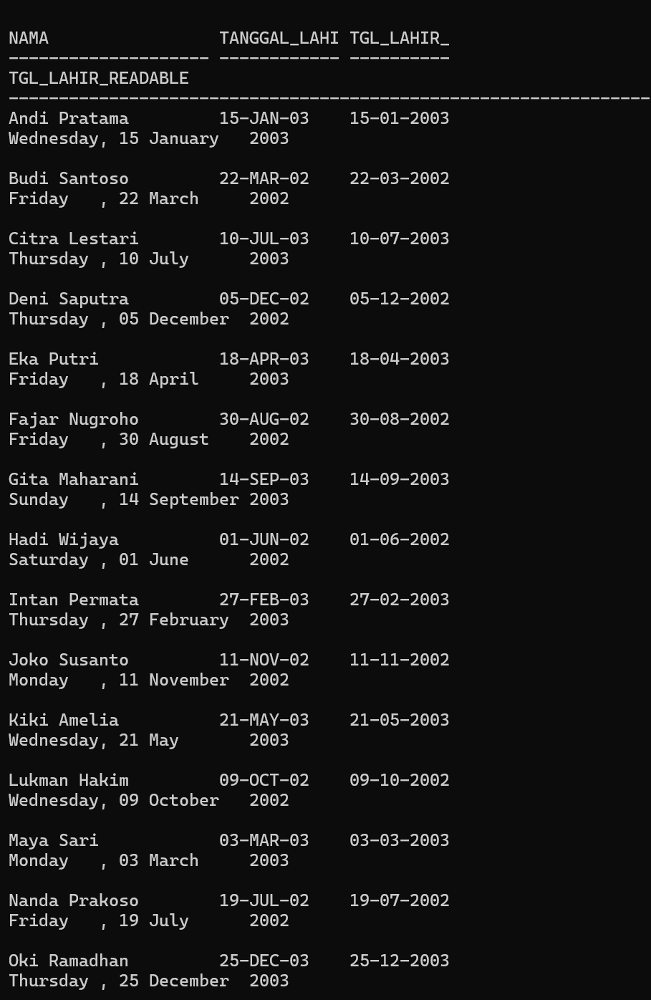 NAMA                 TANGGAL_LAHI TGL_LAHIR_
-------------------- ------------ ----------
TGL_LAHIR_READABLE
----------------------------------------------------------------
Andi Pratama         15-JAN-03    15-01-2003
Wednesday, 15 January   2003
Budi Santoso         22-MAR-02    22-03-2002
Friday   , 22 March     2002
Citra Lestari        10-JUL-03    10-07-2003
Thursday , 10 July      2003
Deni Saputra         05-DEC-02    05-12-2002
Thursday , 05 December  2002
Eka Putri            18-APR-03    18-04-2003
Friday   , 18 April     2003
Fajar Nugroho        30-AUG-02    30-08-2002
Friday   , 30 August    2002
Gita Maharani        14-SEP-03    14-09-2003
Sunday   , 14 September 2003
Hadi Wijaya          01-JUN-02    01-06-2002
Saturday , 01 June      2002
Intan Permata        27-FEB-03    27-02-2003
Thursday , 27 February  2003
Joko Susanto         11-NOV-02    11-11-2002
Monday   , 11 November  2002
Kiki Amelia          21-MAY-03    21-05-2003
Wednesday, 21 May       2003
Lukman Hakim         09-OCT-02    09-10-2002
Wednesday, 09 October   2002
Maya Sari            03-MAR-03    03-03-2003
Monday   , 03 March     2003
Nanda Prakoso        19-JUL-02    19-07-2002
Friday   , 19 July      2002
Oki Ramadhan         25-DEC-03    25-12-2003
Thursday , 25 December  2003